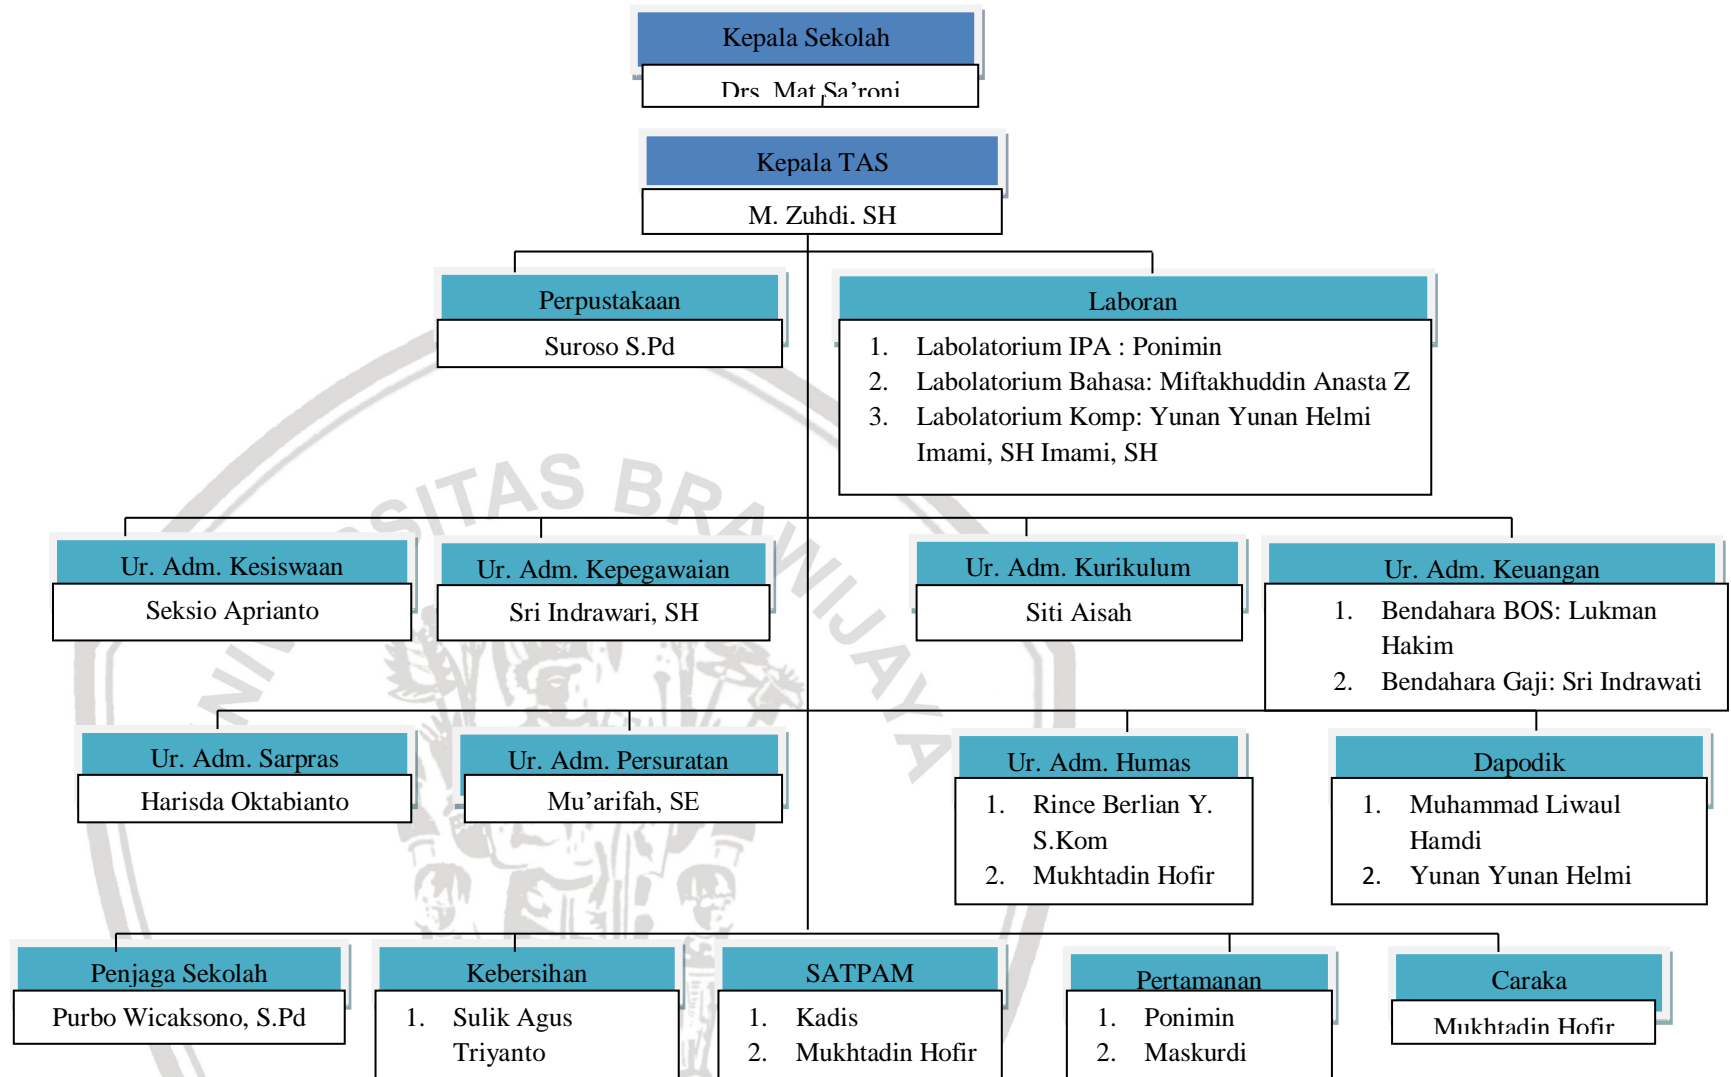 Kepala Sekolah
Drs. Mat Sa’roni
Kepala TAS
M. Zuhdi, SH
Perpustakaan
Suroso S.Pd
Laboran
1. Labolatorium IPA : Ponimin
2. Labolatorium Bahasa: Miftakhuddin Anasta Z
3. Labolatorium Komp: Yunan Yunan Helmi
Imami, SH Imami, SH
Ur. Adm. Kesiswaan
Seksio Aprianto
Ur. Adm. Kepegawaian
Sri Indrawari, SH
Ur. Adm. Kurikulum
Siti Aisah
Ur. Adm. Keuangan
1. Bendahara BOS: Lukman
Hakim
2. Bendahara Gaji: Sri Indrawati
Ur. Adm. Sarpras
Harisda Oktabianto
Ur. Adm. Persuratan
Mu’arifah, SE
Ur. Adm. Humas
1. Rince Berlian Y.
S.Kom
2. Mukhtadin Hofir
Dapodik
1. Muhammad Liwaul
Hamdi
2. Yunan Yunan Helmi
Penjaga Sekolah
Purbo Wicaksono, S.Pd
Kebersihan
1. Sulik Agus
Triyanto
SATPAM
1. Kadis
2. Mukhtadin Hofir
Pertamanan
1. Ponimin
2. Maskurdi
Caraka
Mukhtadin Hofir
BRAWIJAYA